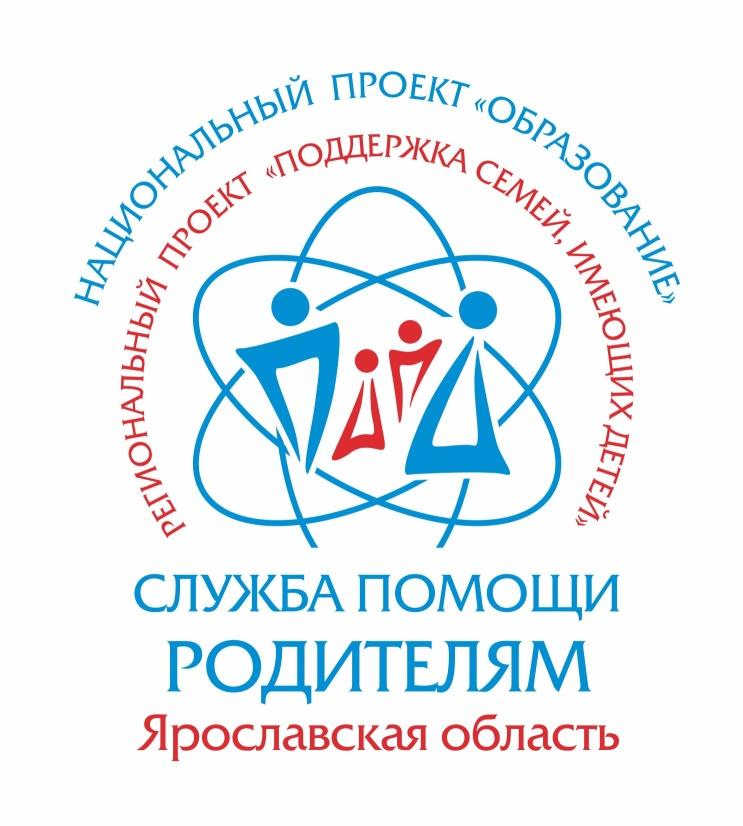 НАЦИОНАЛЬНЫЙ ПРОЕКТ «ОБРАЗОВАНИЕ»
РЕГИОНАЛЬНЫЙ ПРОЕКТ «ПОДДЕРЖКА СЕМЕЙ, ИМЕЮЩИХ ДЕТЕЙ»
СЛУЖБА ПОМОЩИ
РОДИТЕЛЯМ
Ярославская область